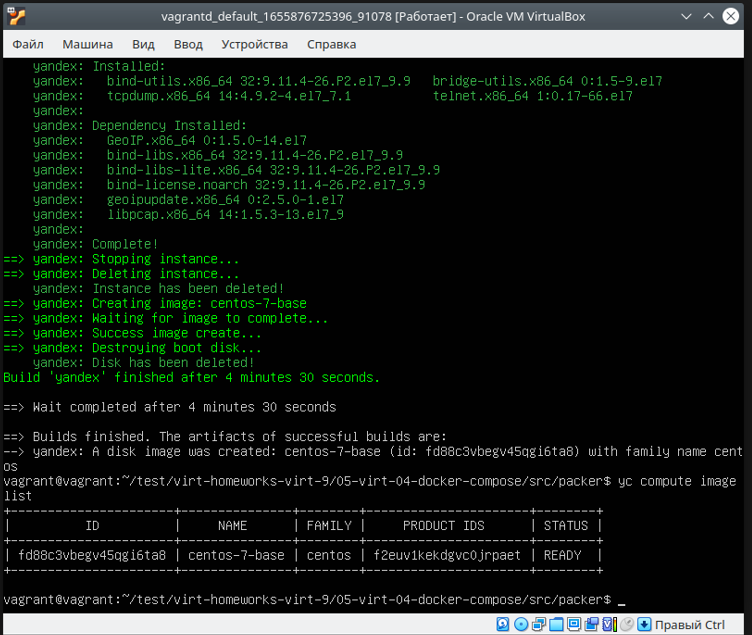 vagrantd_default_1655876725396_91078 [Работает] - Oracle VM VirtualBox
Файл Машина Вид Ввод Устройства Справка
yandex: Installed:
yandex:   bind-utils.x86_64 32:9.11.4-26.P2.el7_9.9   bridge-utils.x86_64 0:1.5-9.el7
yandex:   tcpdump.x86_64 14:4.9.2-4.el7_7.1   telnet.x86_64 1:0.17-66.el7
yandex:
yandex: Dependency Installed:
yandex:   GeoIP.x86_64 0:1.5.0-14.el7
yandex:   bind-libs.x86_64 32:9.11.4-26.P2.el7_9.9
yandex:   bind-libs-lite.x86_64 32:9.11.4-26.P2.el7_9.9
yandex:   bind-license.noarch 32:9.11.4-26.P2.el7_9.9
yandex:   geoipupdate.x86_64 0:2.5.0-1.el7
yandex:   libpcap.x86_64 14:1.5.3-13.el7_9
yandex:
yandex: Complete!
==> yandex: Stopping instance...
==> yandex: Deleting instance...
yandex: Instance has been deleted!
==> yandex: Creating image: centos-7-base
==> yandex: Waiting for image to complete...
==> yandex: Success image create...
==> yandex: Destroying boot disk...
yandex: Disk has been deleted!
Build 'yandex' finished after 4 minutes 30 seconds.
==> Wait completed after 4 minutes 30 seconds
==> Builds finished. The artifacts of successful builds are:
--> yandex: A disk image was created: centos-7-base (id: fd88c3vbegv45qgi6ta8) with family name cent
os
vagrant@vagrant:~/test/virt-homeworks-virt-9/05-virt-04-docker-compose/src/packer$ yc compute image
list
+----------------------+---------------+--------+----------------------+--------+
|          ID          |     NAME      | FAMILY |     PRODUCT IDS      | STATUS |
+----------------------+---------------+--------+----------------------+--------+
| fd88c3vbegv45qgi6ta8 | centos-7-base | centos | f2euv1kekdgvc0jrpaet | READY  |
+----------------------+---------------+--------+----------------------+--------+
vagrant@vagrant:~/test/virt-homeworks-virt-9/05-virt-04-docker-compose/src/packer$ _
Правый Ctrl